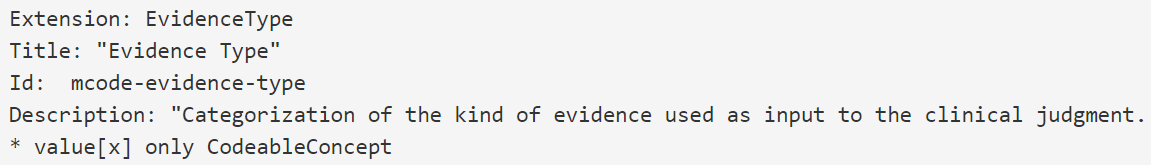 Extension: EvidenceType
Title: "Evidence Type"
Id:  mcode-evidence-type
Description: "Categorization of the kind of evidence used as input to the clinical judgment.
* value[x] only CodeableConcept